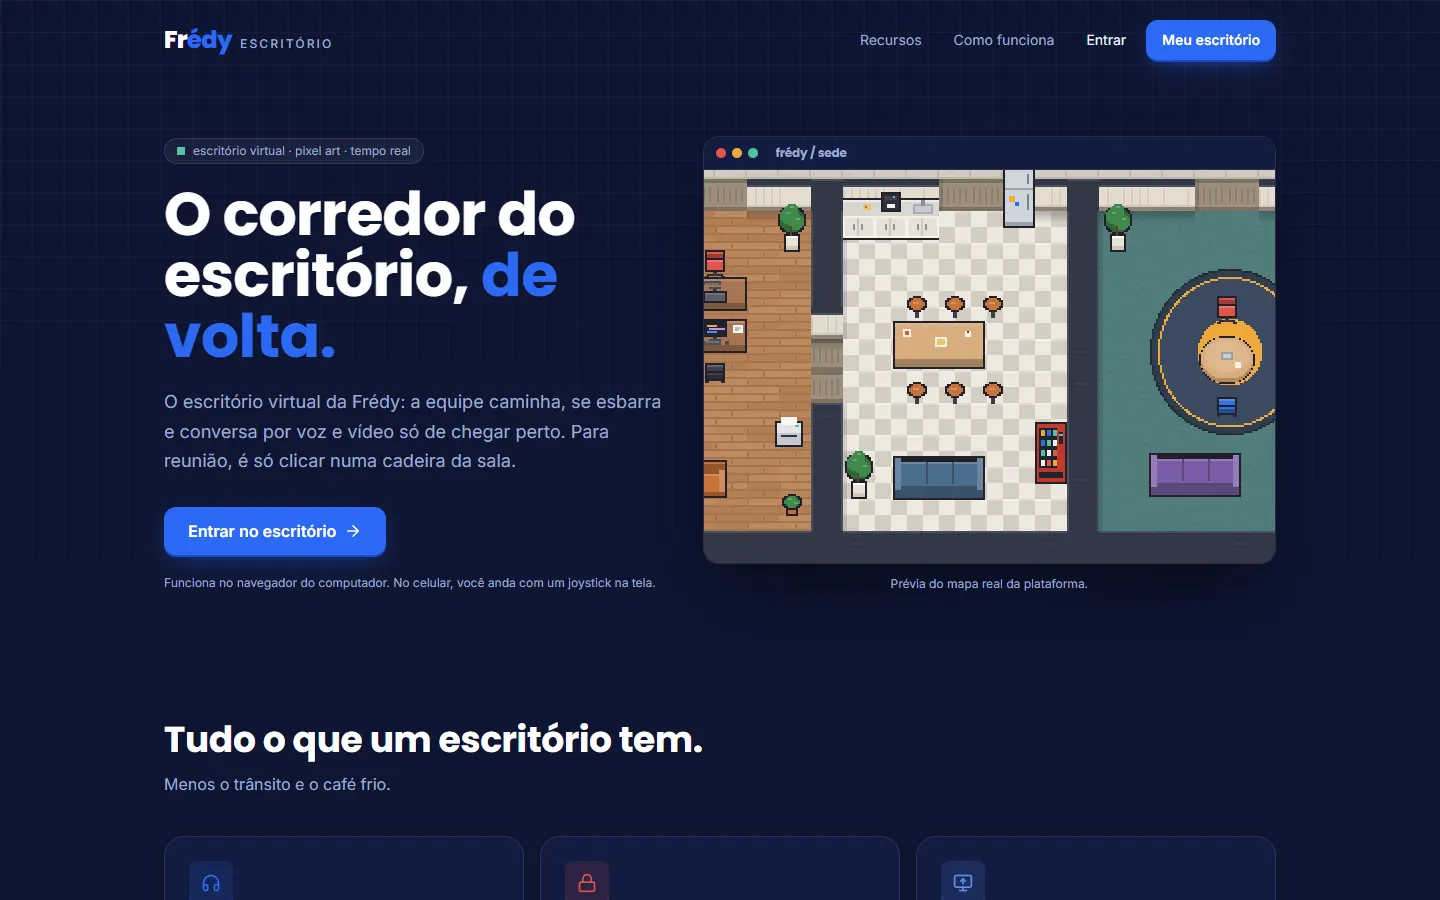 Frédy ESCRITÓRIO
Recursos
Como funciona
Entrar
Meu escritório
escritório virtual · pixel art · tempo real
O corredor do
escritório, de
volta.
O escritório virtual da Frédy: a equipe caminha, se esbarra
e conversa por voz e vídeo só de chegar perto. Para
reunião, é só clicar numa cadeira da sala.
Entrar no escritório →
Funciona no navegador do computador. No celular, você anda com um joystick na tela.
frédy / sede
Prévia do mapa real da plataforma.
Tudo o que um escritório tem.
Menos o trânsito e o café frio.